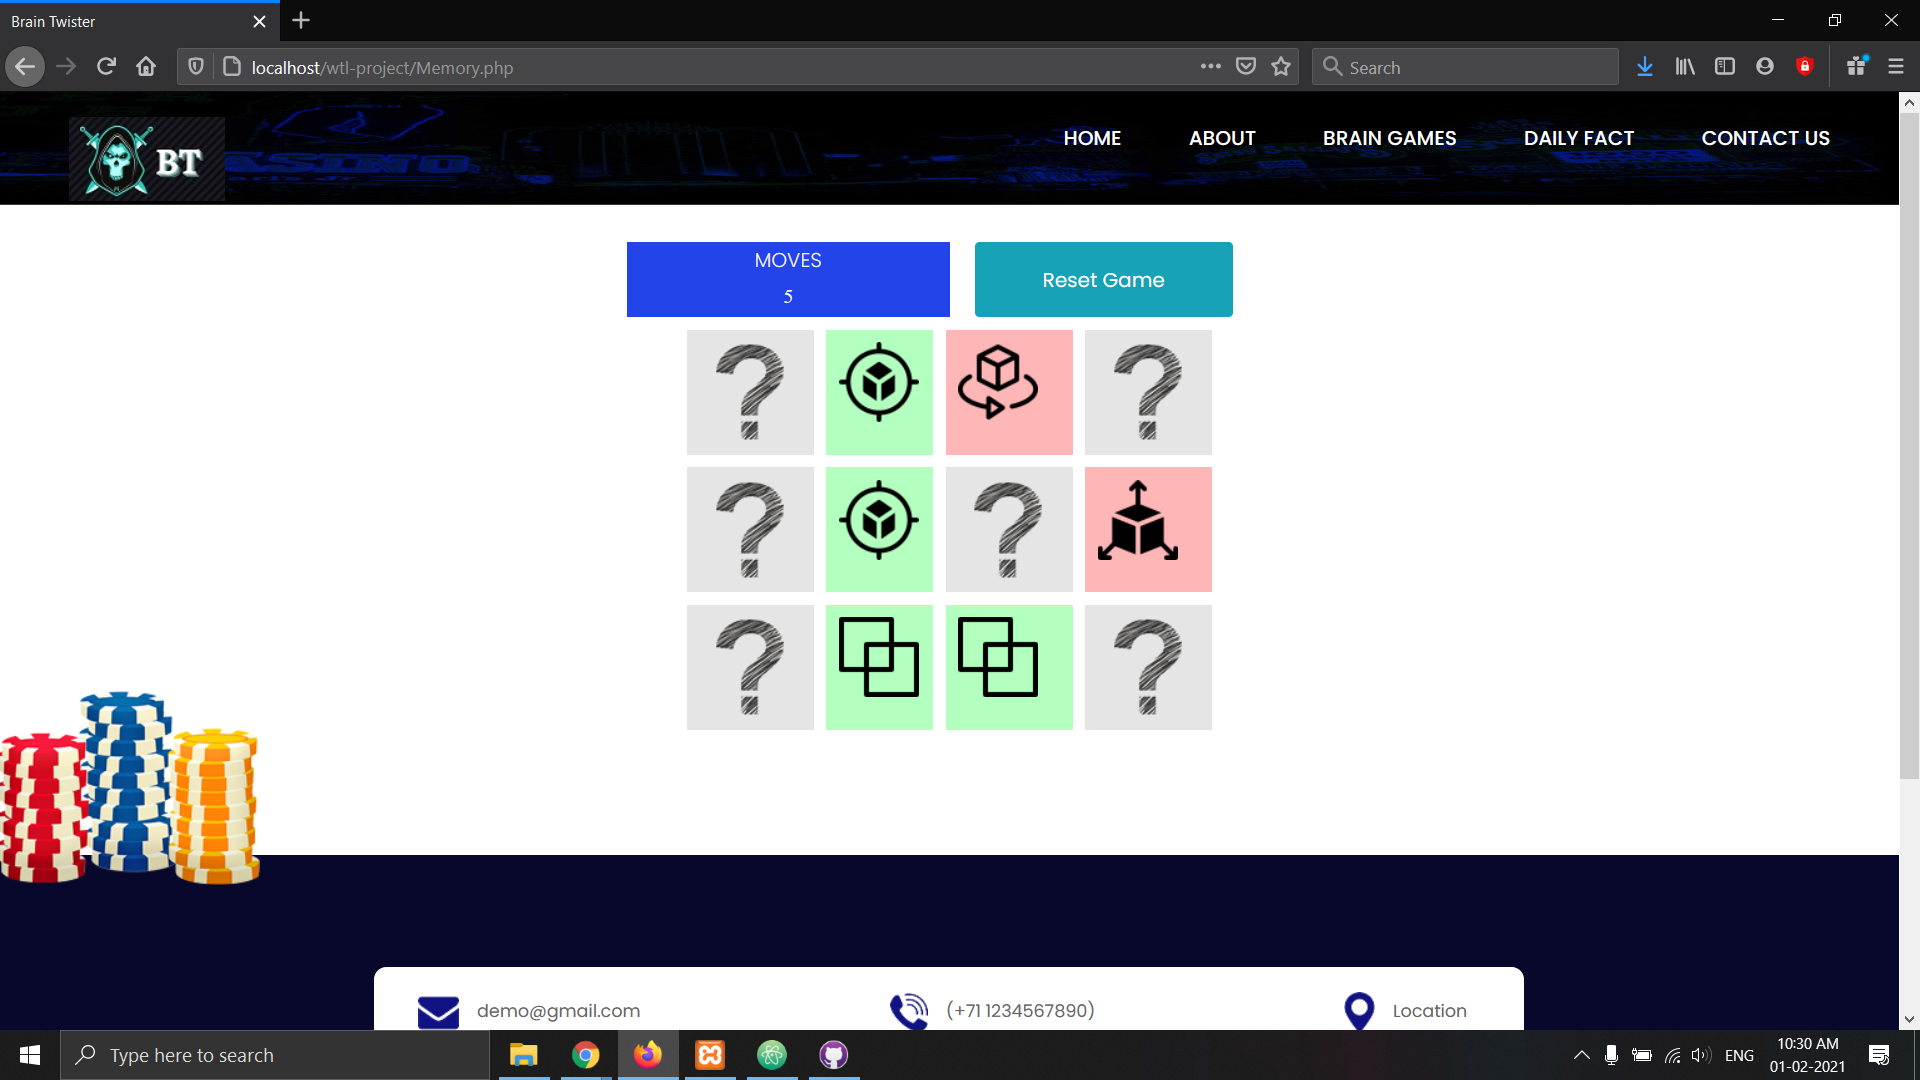 Brain Twister
localhost/wtl-project/Memory.php
Search
BT
HOME
ABOUT
BRAIN GAMES
DAILY FACT
CONTACT US
MOVES
5
Reset Game
demo@gmail.com
(+71 1234567890)
Location
Type here to search
ENG
10:30 AM
01-02-2021